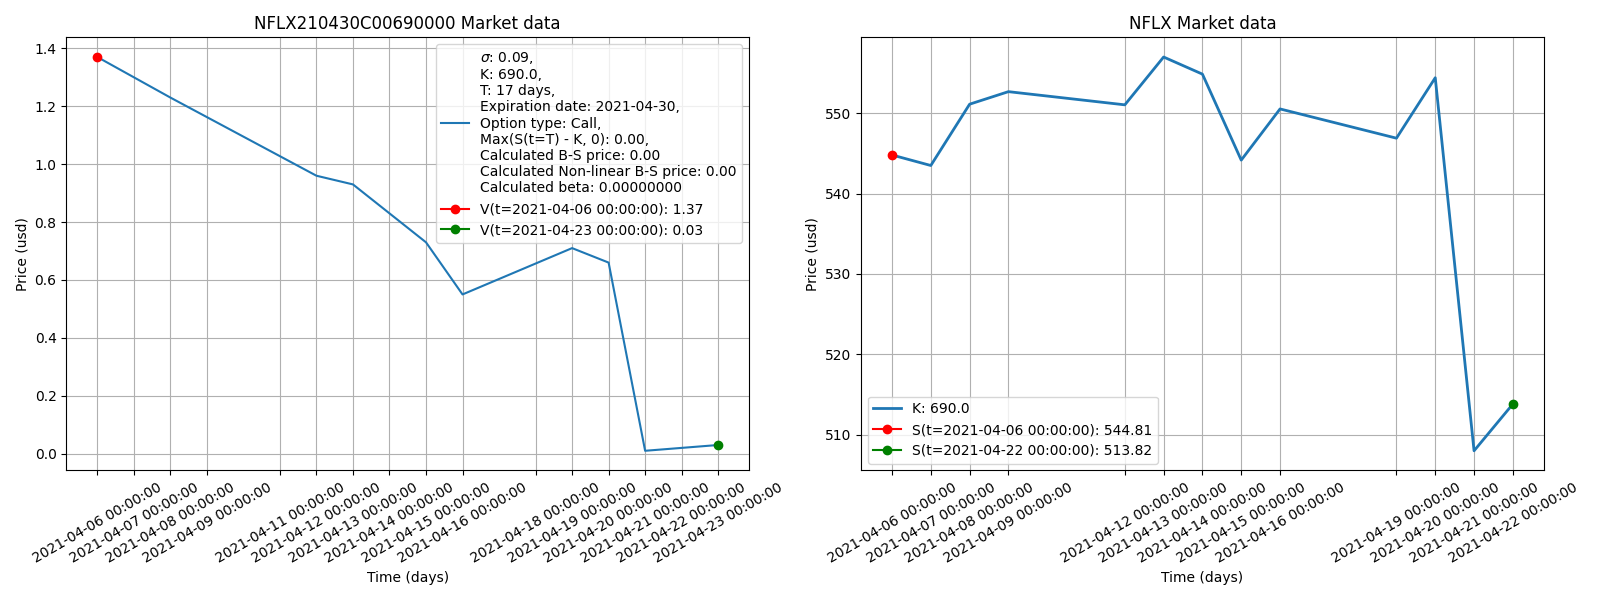 NFLX210430C00690000 Market data
1.4
1.2
1.0
0.8
0.6
0.4
0.2
0.0
Price (usd)
σ: 0.09,
K: 690.0,
T: 17 days,
Expiration date: 2021-04-30,
Option type: Call,
Max(S(t=T) - K, 0): 0.00,
Calculated B-S price: 0.00
Calculated Non-linear B-S price: 0.00
Calculated beta: 0.00000000
V(t=2021-04-06 00:00:00): 1.37
V(t=2021-04-23 00:00:00): 0.03
2021-04-06 00:00:00
2021-04-07 00:00:00
2021-04-08 00:00:00
2021-04-09 00:00:00
2021-04-11 00:00:00
2021-04-12 00:00:00
2021-04-13 00:00:00
2021-04-14 00:00:00
2021-04-15 00:00:00
2021-04-16 00:00:00
2021-04-18 00:00:00
2021-04-19 00:00:00
2021-04-20 00:00:00
2021-04-21 00:00:00
2021-04-22 00:00:00
2021-04-23 00:00:00
Time (days)
NFLX Market data
550
540
530
520
510
Price (usd)
K: 690.0
S(t=2021-04-06 00:00:00): 544.81
S(t=2021-04-22 00:00:00): 513.82
2021-04-06 00:00:00
2021-04-07 00:00:00
2021-04-08 00:00:00
2021-04-09 00:00:00
2021-04-12 00:00:00
2021-04-13 00:00:00
2021-04-14 00:00:00
2021-04-15 00:00:00
2021-04-16 00:00:00
2021-04-19 00:00:00
2021-04-20 00:00:00
2021-04-21 00:00:00
2021-04-22 00:00:00
Time (days)